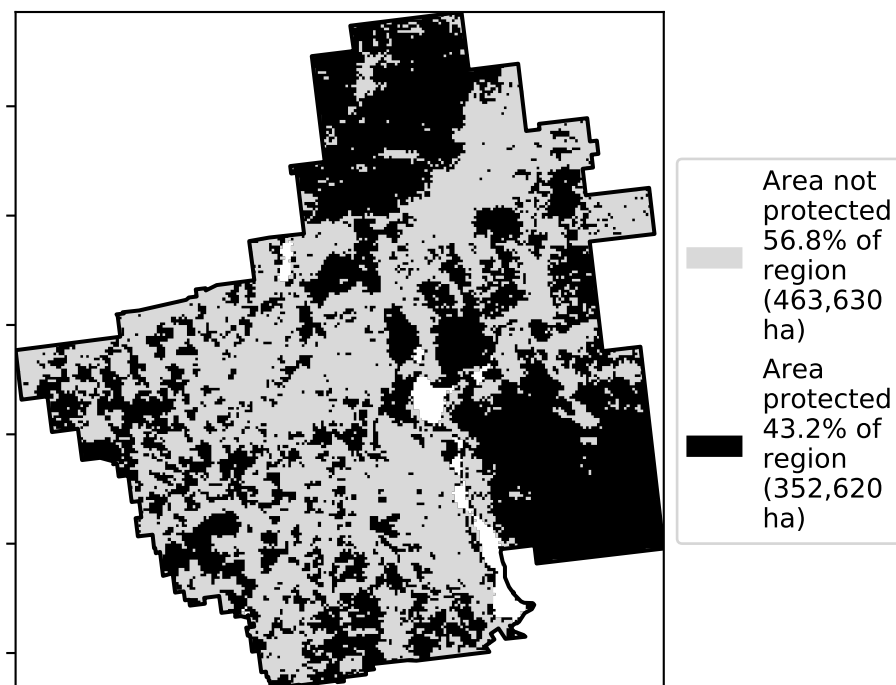 Area not
protected
56.8% of
region
(463,630
ha)
Area
protected
43.2% of
region
(352,620
ha)